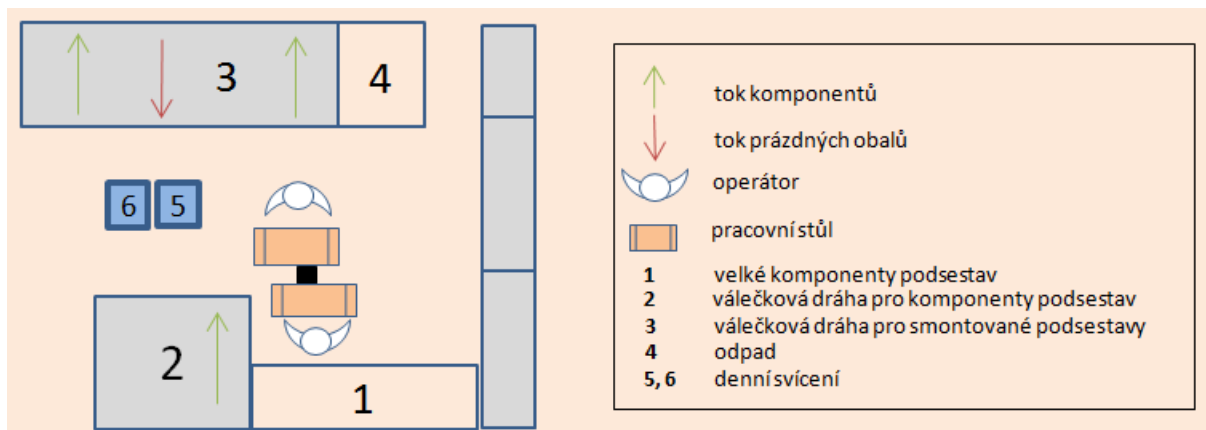 3
4
6
5
2
1
tok komponentů
tok prázdných obalů
operátor
pracovní stůl
1 velké komponenty podsestav
2 válečková dráha pro komponenty podsestav
3 válečková dráha pro smontované podsestavy
4 odpad
5, 6 denní svícení